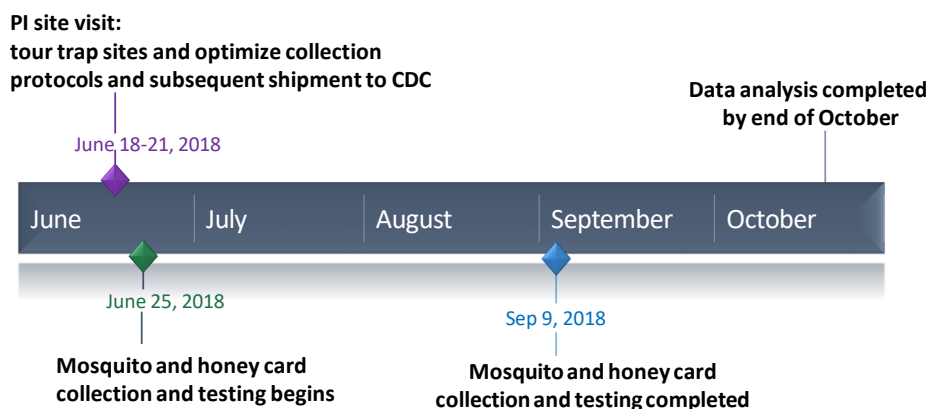 PI site visit:
tour trap sites and optimize collection
protocols and subsequent shipment to CDC
Data analysis completed
by end of October
June 18-21, 2018
June
July
August
September
October
June 25, 2018
Sep 9, 2018
Mosquito and honey card
collection and testing begins
Mosquito and honey card
collection and testing completed